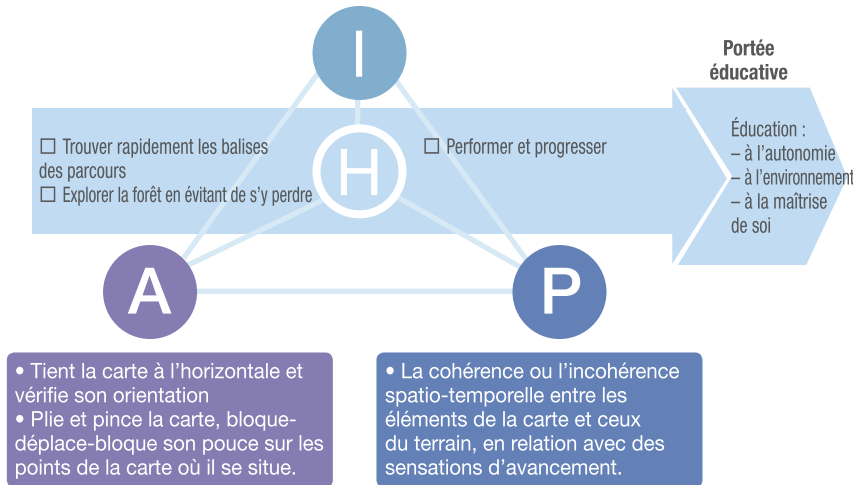 I
Portée
éducative
H
☐ Trouver rapidement les balises
des parcours
☐ Explorer la forêt en évitant de s’y perdre
☐ Performer et progresser
Éducation :
– à l’autonomie
– à l’environnement
– à la maîtrise
de soi
A
P
• Tient la carte à l’horizontale et
vérifie son orientation
• Plie et pince la carte, bloque-
déplace-bloque son pouce sur les
points de la carte où il se situe.
• La cohérence ou l’incohérence
spatio-temporelle entre les
éléments de la carte et ceux
du terrain, en relation avec des
sensations d’avancement.